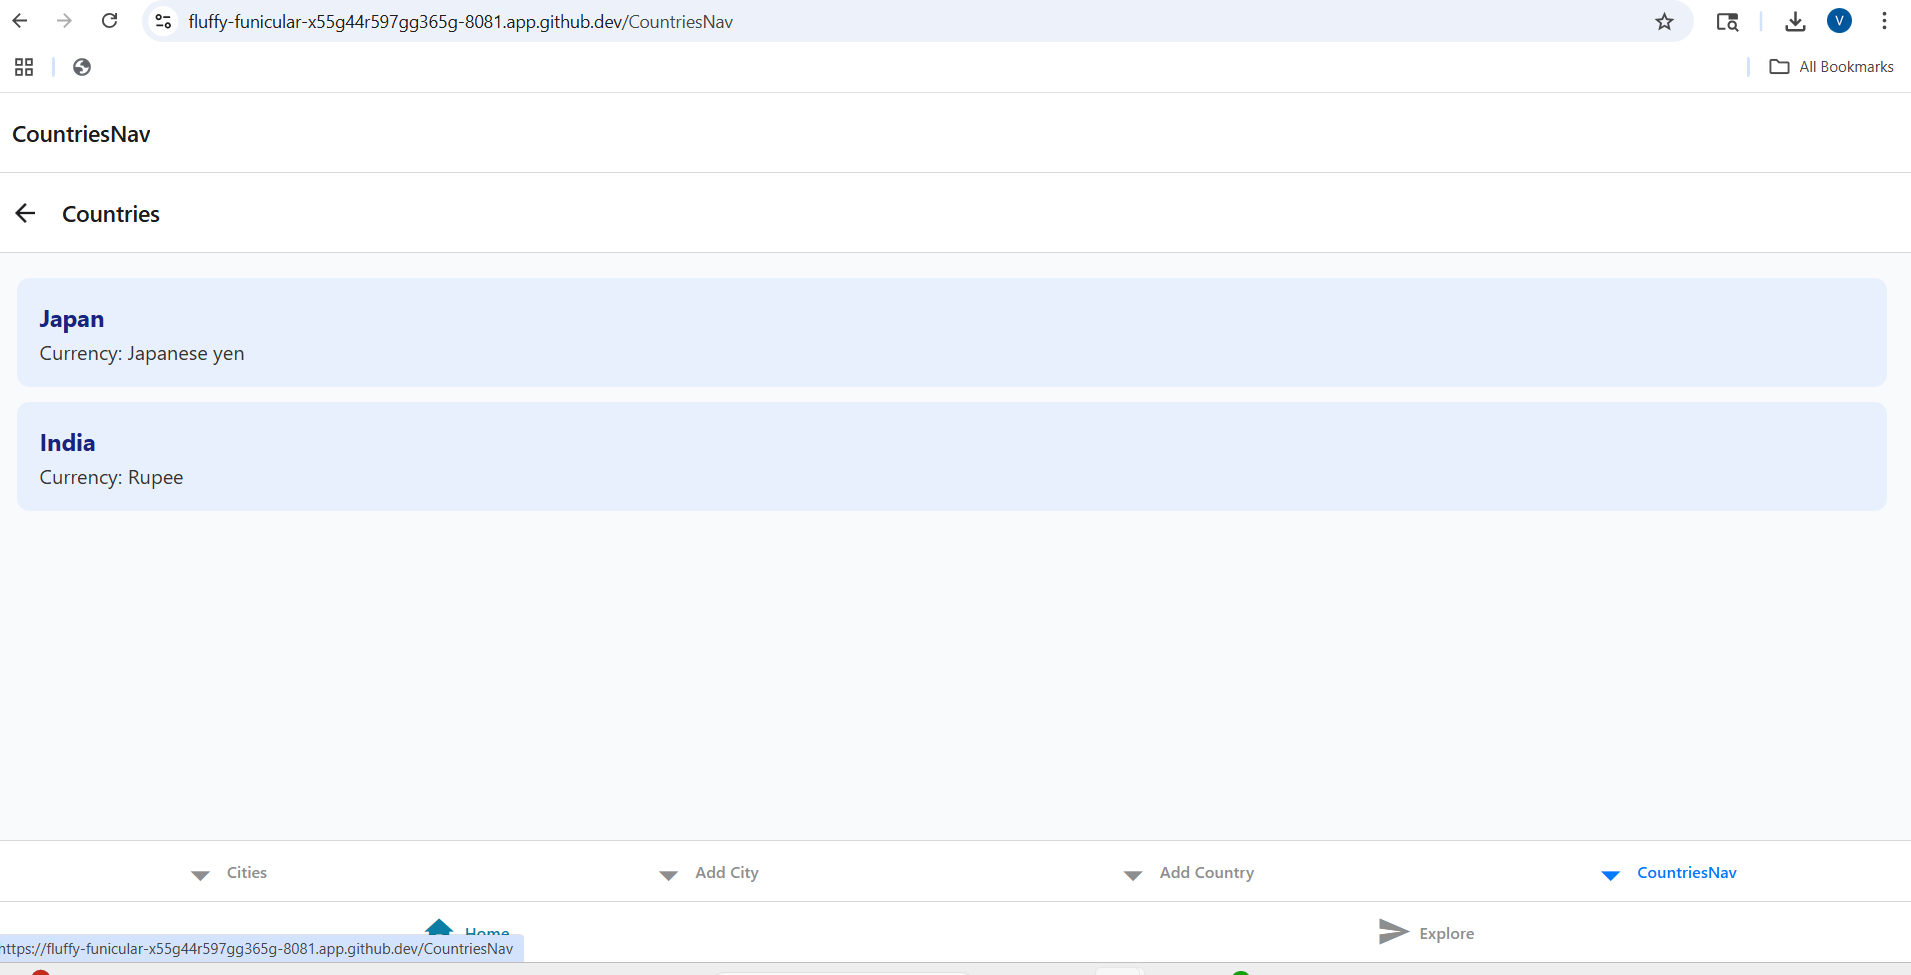 fluffy-funicular-x55g44r597gg365g-8081.app.github.dev/CountriesNav
V
All Bookmarks
CountriesNav
Countries
Japan
Currency: Japanese yen
India
Currency: Rupee
Cities
Add City
Add Country
CountriesNav
Home
Explore
https://fluffy-funicular-x55g44r597gg365g-8081.app.github.dev/CountriesNav